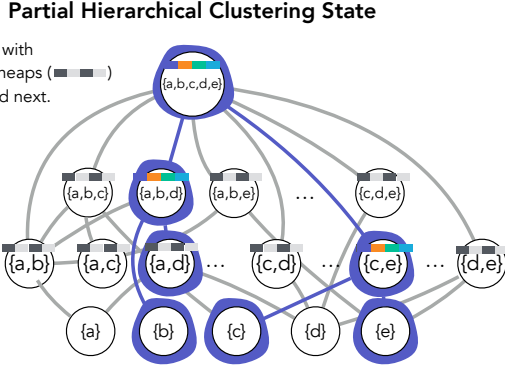 Partial Hierarchical Clustering State
with
heaps ( )
d next.
{a,b,c,d,e}
{a,b,c} {a,b,d} {a,b,e} ... {c,d,e}
{a,b} {a,c} {a,d} ... {c,d} ... {c,e} ... {d,e}
{a} {b} {c} {d} {e}